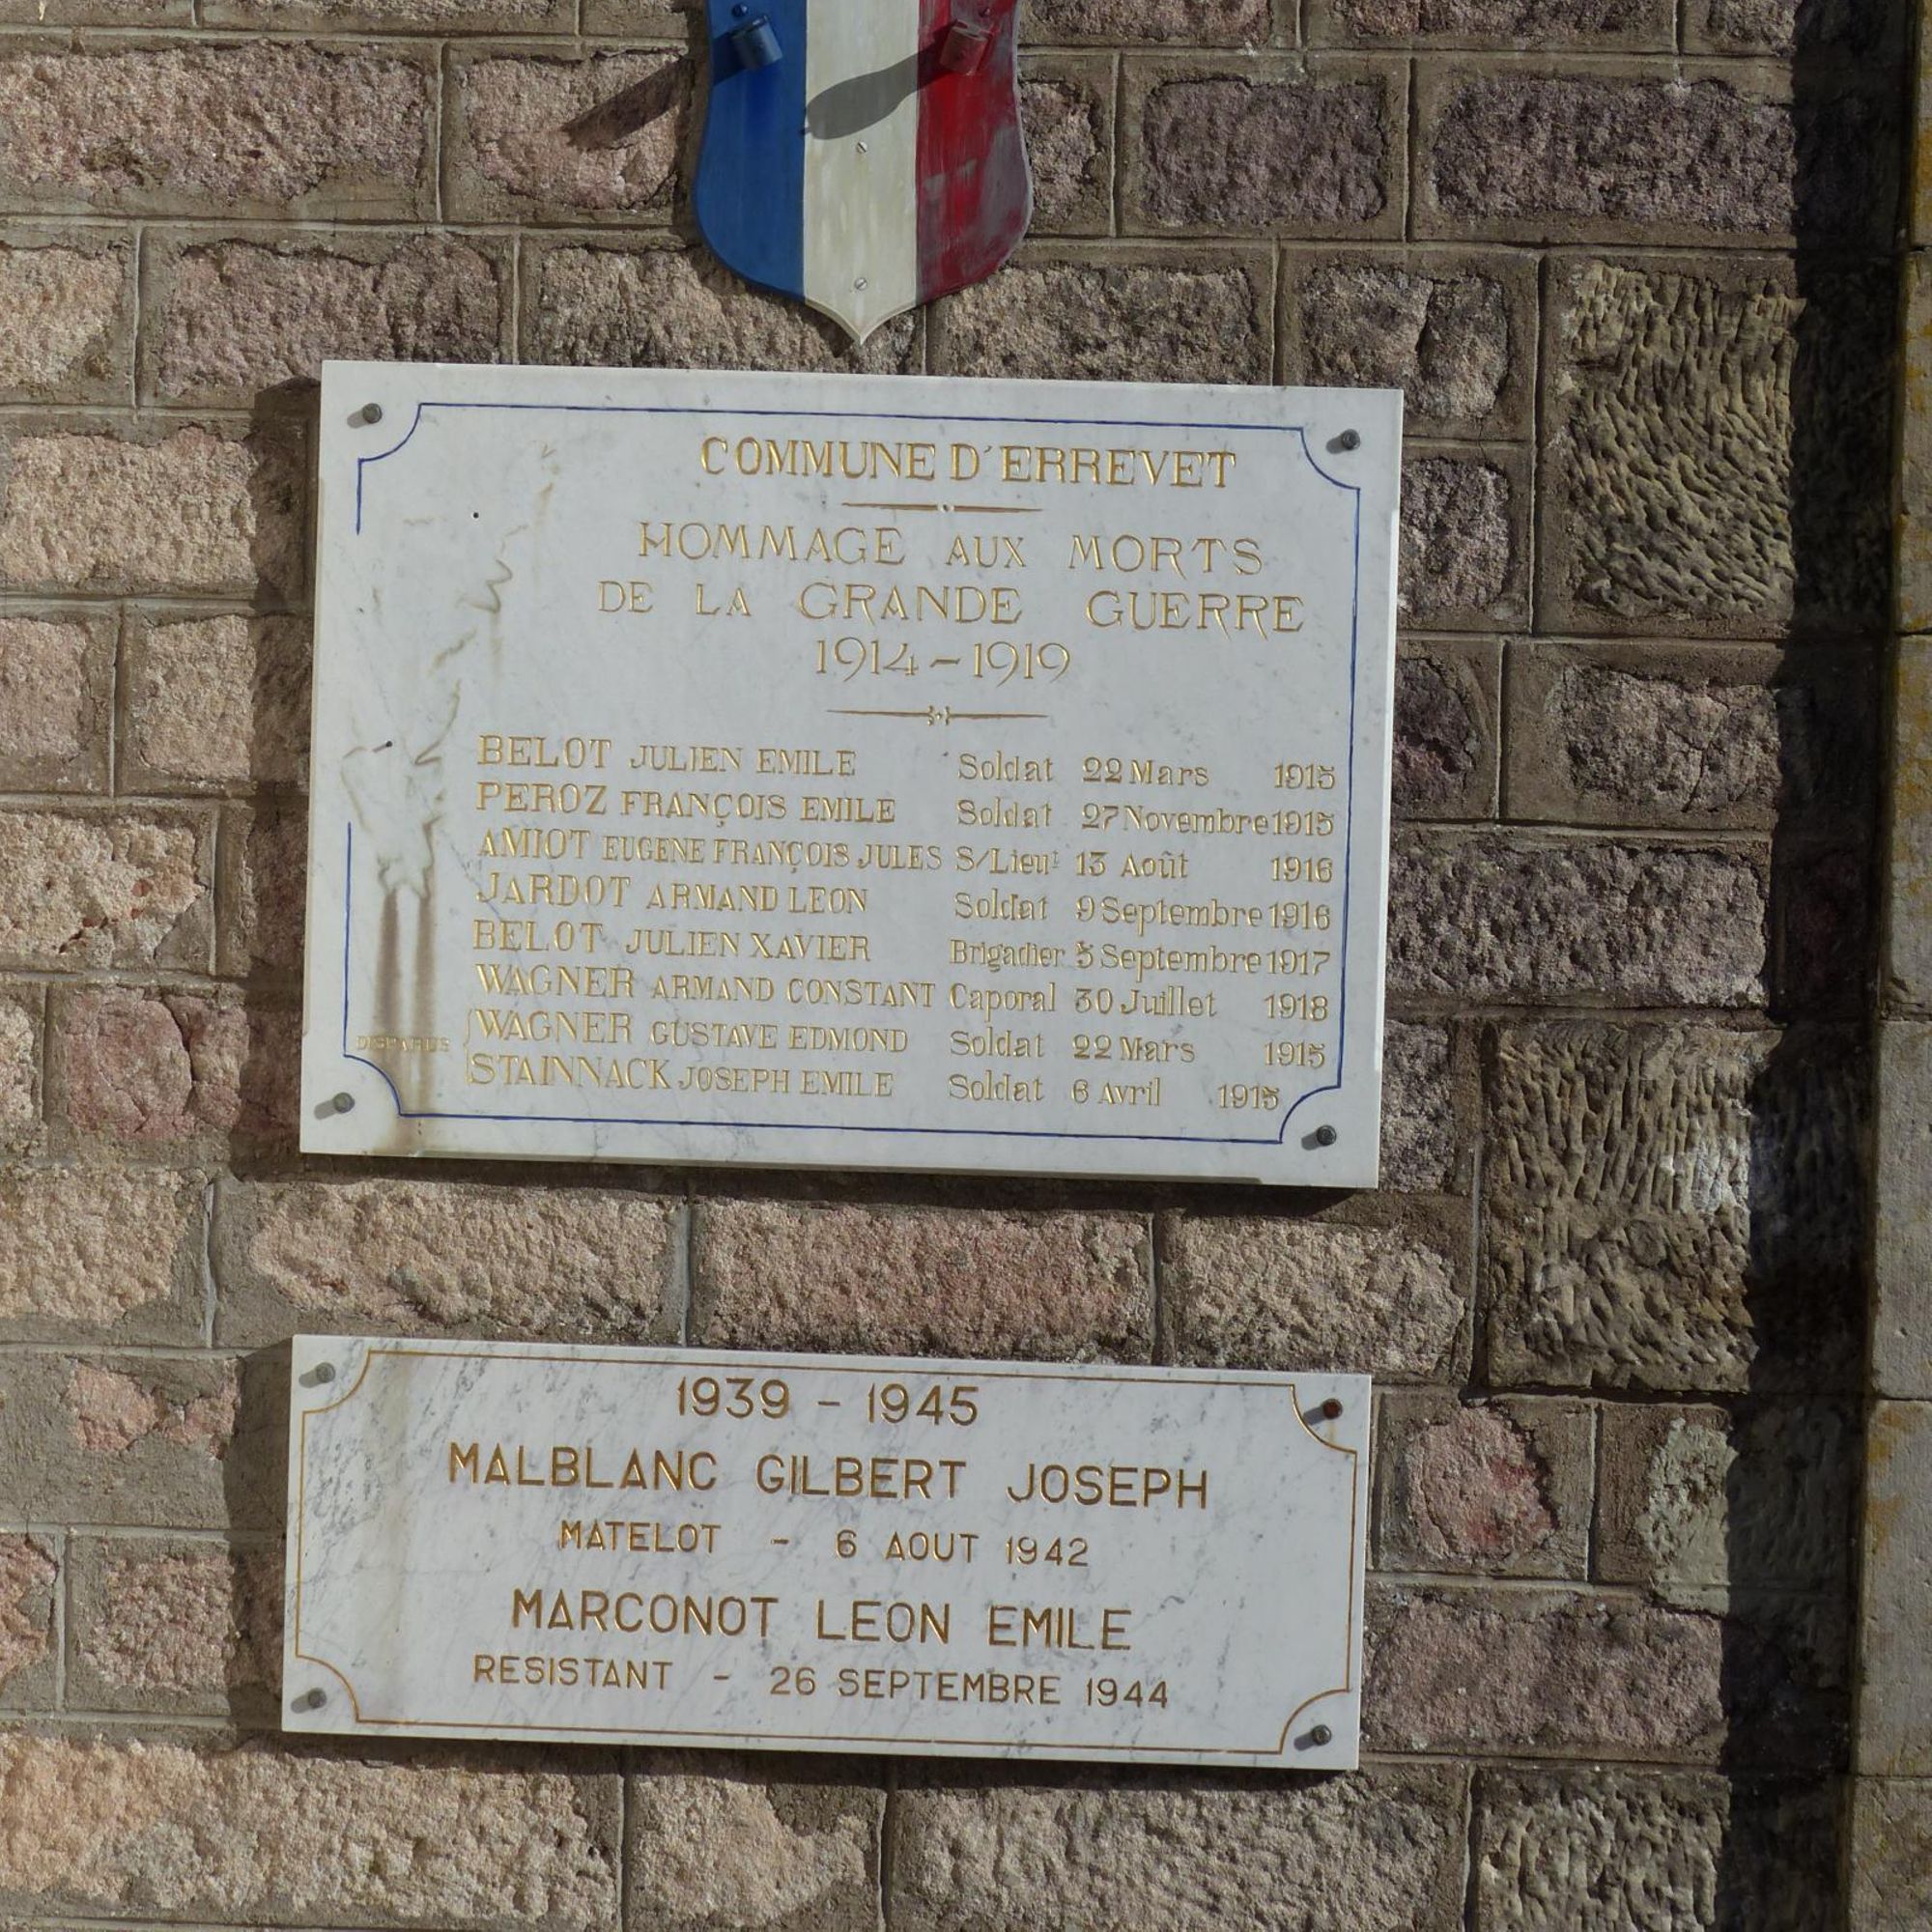 COMMUNE D'ERREVET
HOMMAGE AUX MORTS
DE LA GRANDE GUERRE
1914 - 1919
BELOT JULIEN EMILE Soldat 22 Mars 1915
PEROZ FRANÇOIS EMILE Soldat 27 Novembre 1915
AMIOT EUGENE FRANÇOIS JULES S/Lieut 13 Août 1916
JARDOT ARMAND LEON Soldat 9 Septembre 1916
BELOT JULIEN XAVIER Brigadier 5 Septembre 1917
WAGNER ARMAND CONSTANT Caporal 30 Juillet 1918
DISPARUS WAGNER GUSTAVE EDMOND Soldat 22 Mars 1915
STAINNACK JOSEPH EMILE Soldat 6 Avril 1915
1939 - 1945
MALBLANC GILBERT JOSEPH
MATELOT - 6 AOUT 1942
MARCONOT LEON EMILE
RESISTANT - 26 SEPTEMBRE 1944